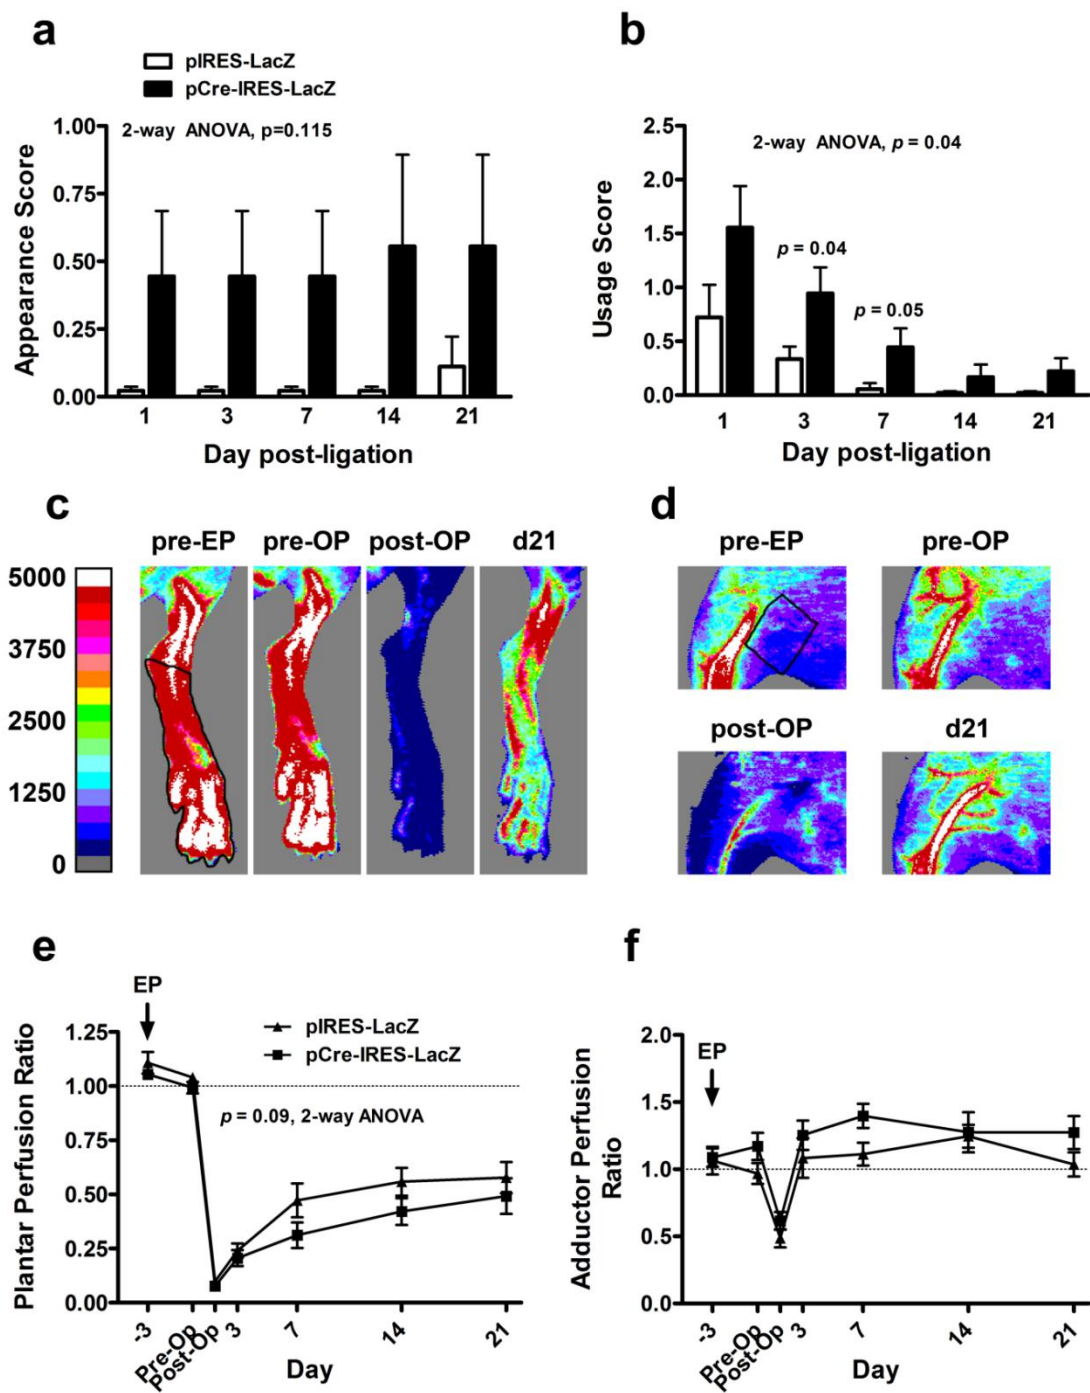 a
pIRES-LacZ
pCre-IRES-LacZ
2-way ANOVA, p=0.115
Appearance Score
1.00
0.75
0.50
0.25
0.00
1 3 7 14 21
Day post-ligation
b
2-way ANOVA, p = 0.04
p = 0.04
p = 0.05
Usage Score
2.5
2.0
1.5
1.0
0.5
0.0
1 3 7 14 21
Day post-ligation
c
pre-EP pre-OP post-OP d21
5000
3750
2500
1250
0
d
pre-EP pre-OP
post-OP d21
e
EP
pIRES-LacZ
pCre-IRES-LacZ
p = 0.09, 2-way ANOVA
Plantar Perfusion Ratio
1.25
1.00
0.75
0.50
0.25
0.00
-3 Pre-Op Post-Op 3 7 14 21
Day
f
EP
Adductor Perfusion
Ratio
2.0
1.5
1.0
0.5
0.0
-3 Pre-Op Post-Op 3 7 14 21
Day